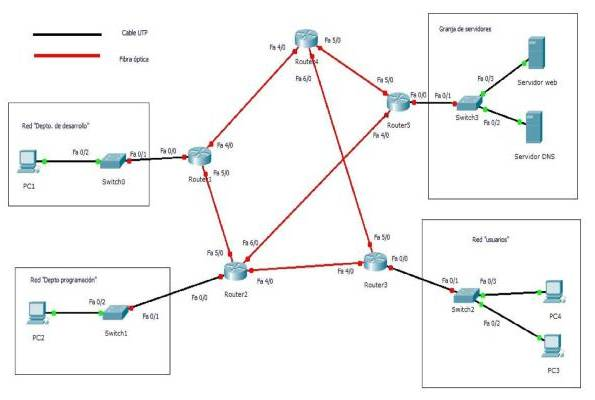 Cable UTP
Fibra óptica
Red "Depto. de desarrollo"
Fa 0/2
PC1
Fa 0/1
Switch0
Fa 0/0
Fa 4/0
Router1
Fa 5/0
Fa 4/0
Fa 5/0
Router4
Fa 6/0
Fa 5/0
Fa 0/0
Router5
Fa 4/0
Granja de servidores
Fa 0/1
Switch3
Fa 0/3
Fa 0/2
Servidor web
Servidor DNS
Red "Depto programación"
Fa 0/2
PC2
Switch1
Fa 0/1
Fa 0/0
Fa 5/0
Fa 6/0
Router2
Fa 4/0
Fa 5/0
Fa 0/0
Fa 4/0
Router3
Red "usuarios"
Fa 0/1
Fa 0/3
Switch2
Fa 0/2
PC4
PC3